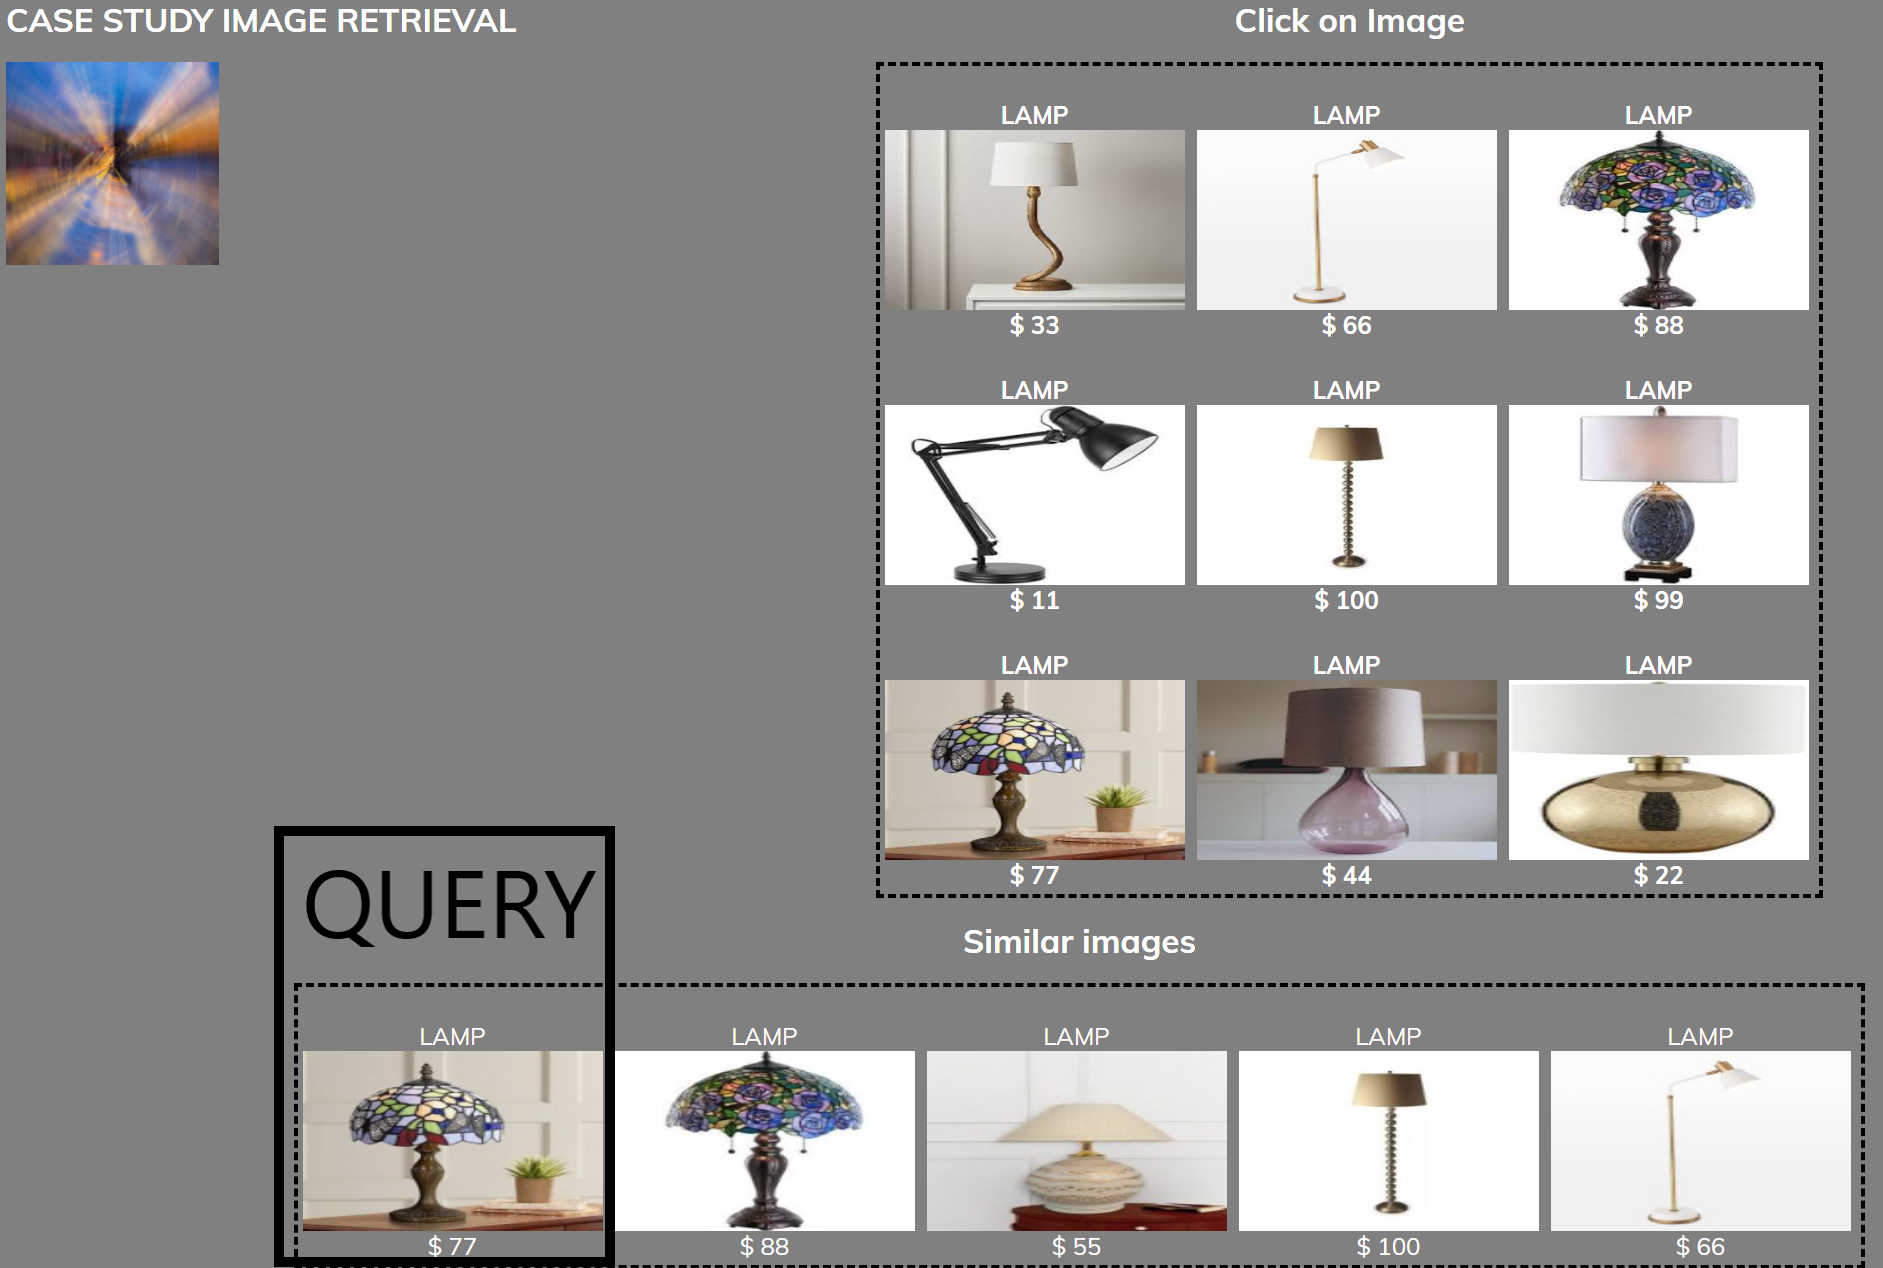 CASE STUDY IMAGE RETRIEVAL
Click on Image
LAMP LAMP LAMP
$ 33 $ 66 $ 88
LAMP LAMP LAMP
$ 11 $ 100 $ 99
LAMP LAMP LAMP
$ 77 $ 44 $ 22
QUERY
Similar images
LAMP LAMP LAMP LAMP LAMP
$ 77 $ 88 $ 55 $ 100 $ 66